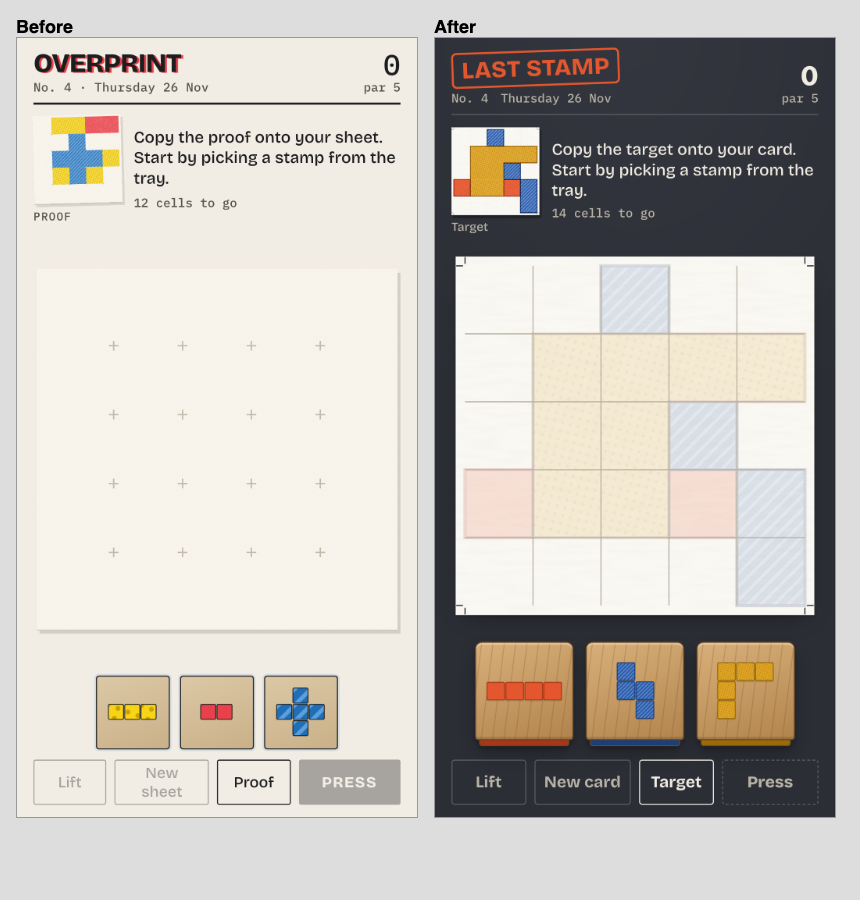 Before
OVERPRINT
0
No. 4 · Thursday 26 Nov
par 5
Copy the proof onto your sheet.
Start by picking a stamp from the
tray.
12 cells to go
PROOF
Lift
New
sheet
Proof
PRESS
After
LAST STAMP
0
No. 4 Thursday 26 Nov
par 5
Copy the target onto your card.
Start by picking a stamp from the
tray.
14 cells to go
Target
Lift
New card
Target
Press